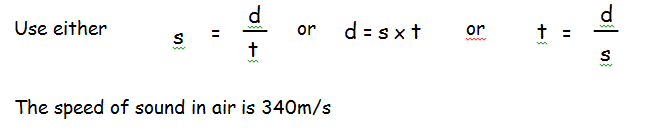 Use either s = d/t or d = s x t or t = d/s
The speed of sound in air is 340m/s